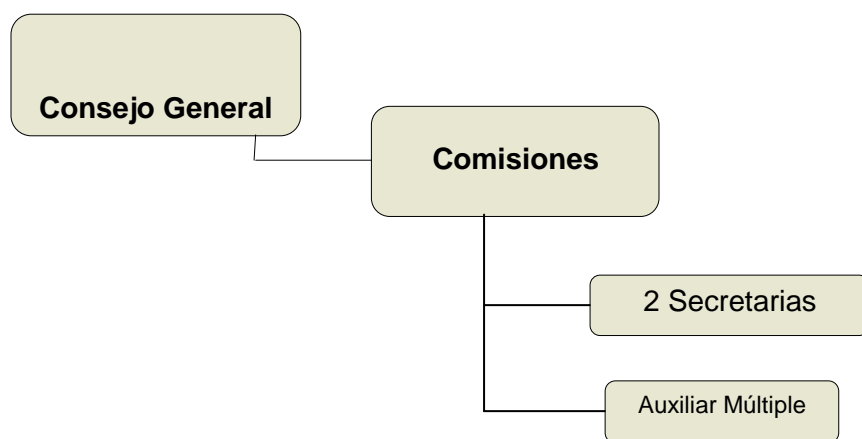 Consejo General
Comisiones
2 Secretarias
Auxiliar Múltiple